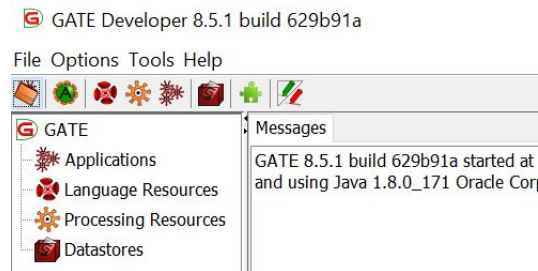 GATE Developer 8.5.1 build 629b91a
File Options Tools Help
GATE
Applications
Language Resources
Processing Resources
Datastores
Messages
GATE 8.5.1 build 629b91a started at
and using Java 1.8.0_171 Oracle